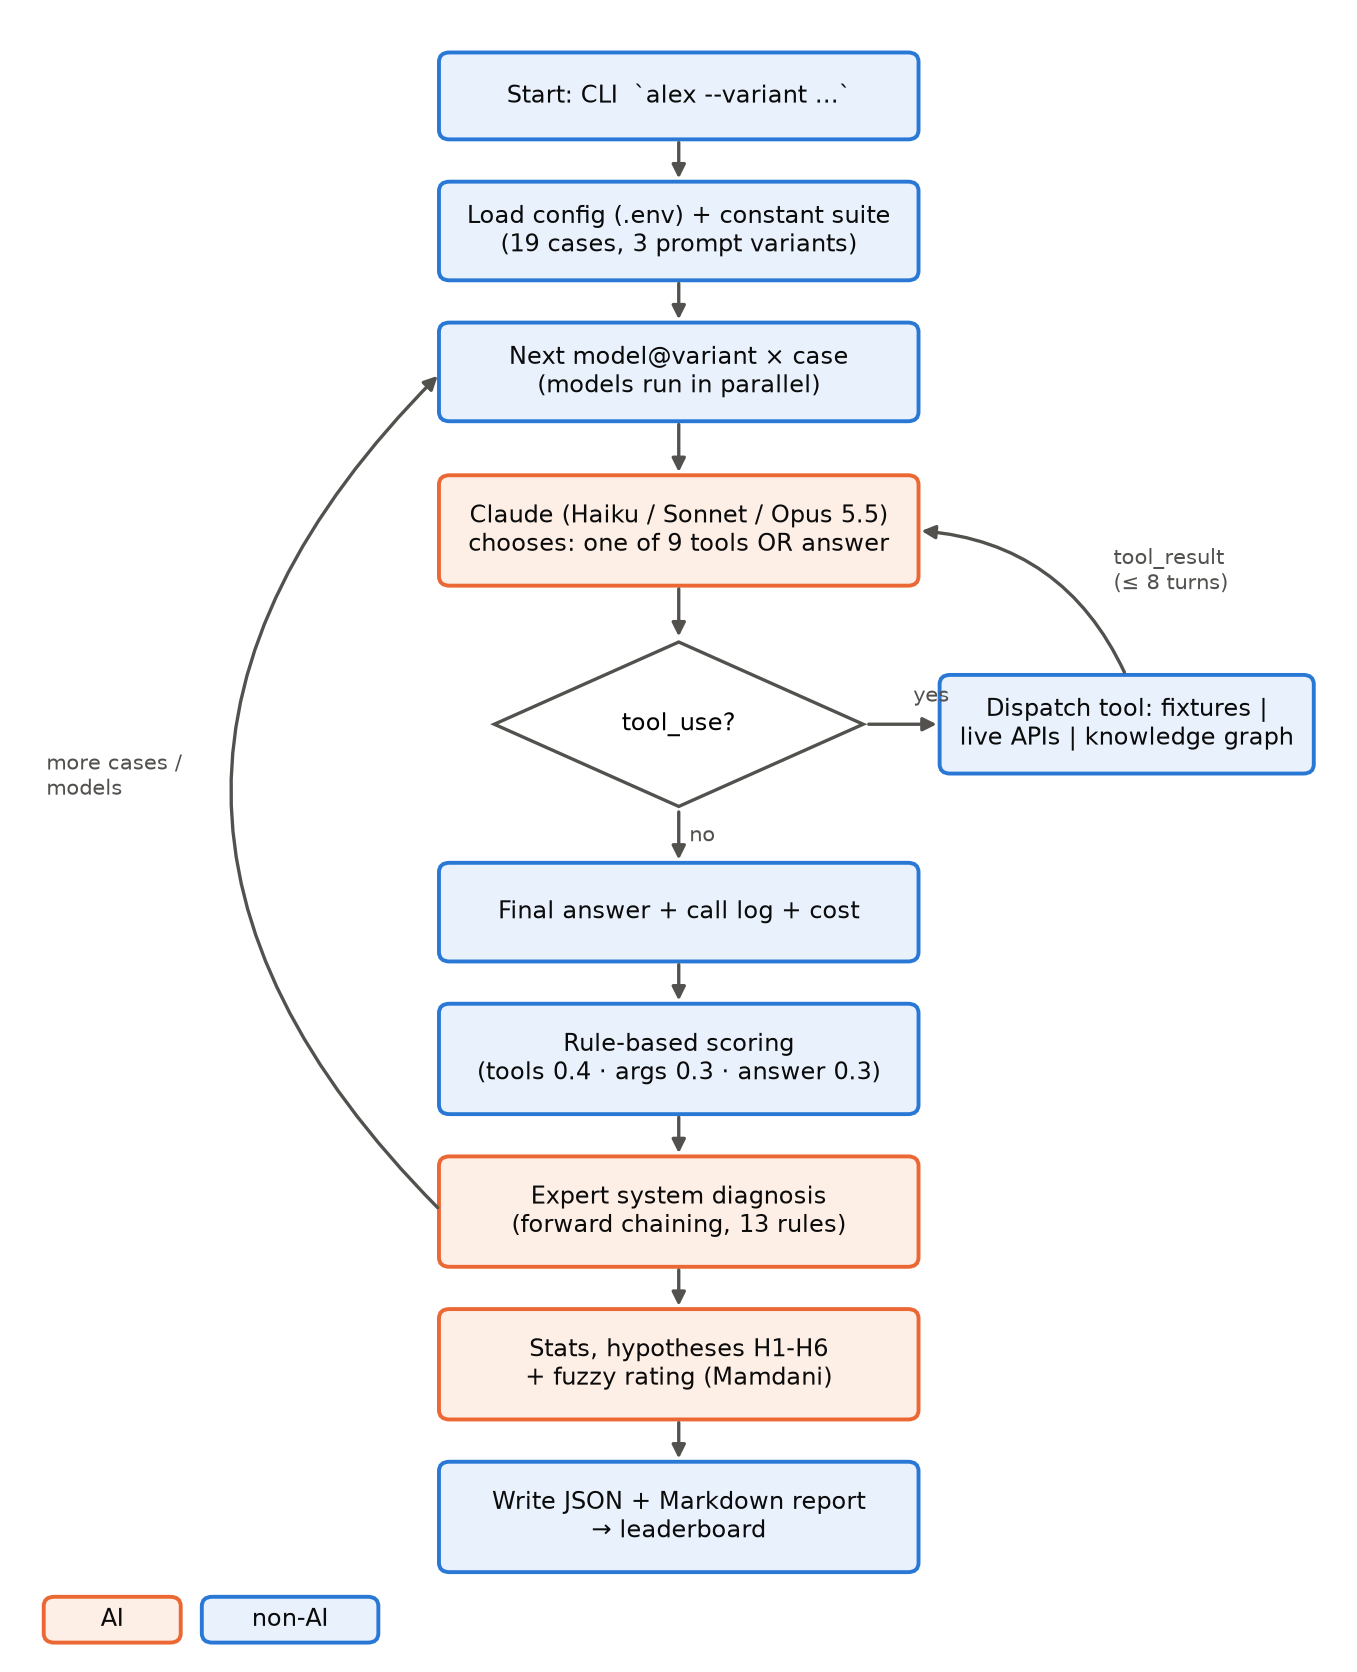 Start: CLI  `alex --variant ...`
Load config (.env) + constant suite
(19 cases, 3 prompt variants)
Next model@variant × case
(models run in parallel)
Claude (Haiku / Sonnet / Opus 5.5)
chooses: one of 9 tools OR answer
tool_result
(≤ 8 turns)
tool_use?
yes
Dispatch tool: fixtures |
live APIs | knowledge graph
more cases /
models
no
Final answer + call log + cost
Rule-based scoring
(tools 0.4 · args 0.3 · answer 0.3)
Expert system diagnosis
(forward chaining, 13 rules)
Stats, hypotheses H1-H6
+ fuzzy rating (Mamdani)
Write JSON + Markdown report
→ leaderboard
AI
non-AI